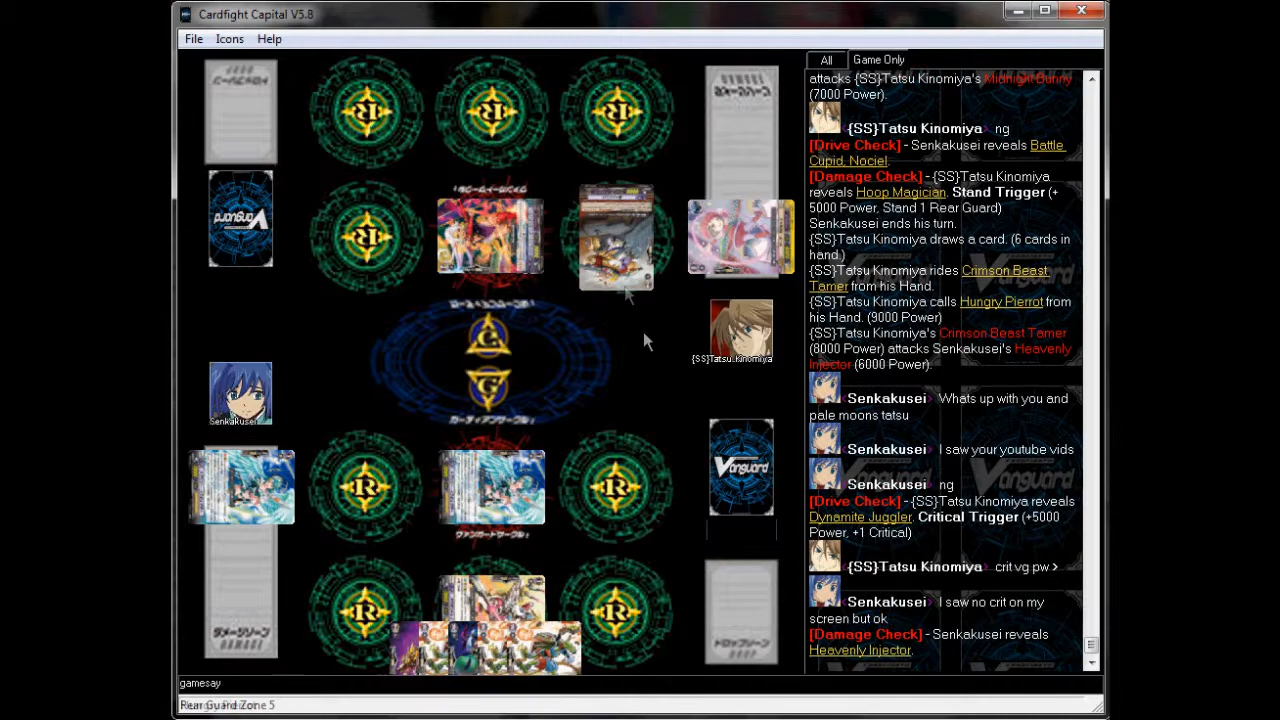 Cardfight Capital V5.8
File Icons Help
All Game Only
attacks {SS}Tatsu Kinomiya's Midnight Bunny
(7000 Power).
{SS}Tatsu Kinomiya> ng
[Drive Check] - Senkakusei reveals Battle
Cupid, Nociel.
[Damage Check] - {SS}Tatsu Kinomiya
reveals Hoop Magician. Stand Trigger (+
5000 Power, Stand 1 Rear Guard)
Senkakusei ends his turn.
{SS}Tatsu Kinomiya draws a card. (6 cards in
hand.)
{SS}Tatsu Kinomiya rides Crimson Beast
Tamer from his Hand.
{SS}Tatsu Kinomiya calls Hungry Pierrot from
his Hand. (9000 Power)
{SS}Tatsu Kinomiya's Crimson Beast Tamer
(8000 Power) attacks Senkakusei's Heavenly
Injector (6000 Power).
Senkakusei> Whats up with you and
pale moons tatsu
Senkakusei> I saw your youtube vids
Senkakusei> ng
[Drive Check] - {SS}Tatsu Kinomiya reveals
Dynamite Juggler. Critical Trigger (+5000
Power, +1 Critical)
{SS}Tatsu Kinomiya> crit vg pw >
Senkakusei> I saw no crit on my
screen but ok
[Damage Check] - Senkakusei reveals
Heavenly Injector.
{SS}Tatsu Kinomiya
Senkakusei
Vanguard
Vanguard
gamesay
Rear Guard Zone 5